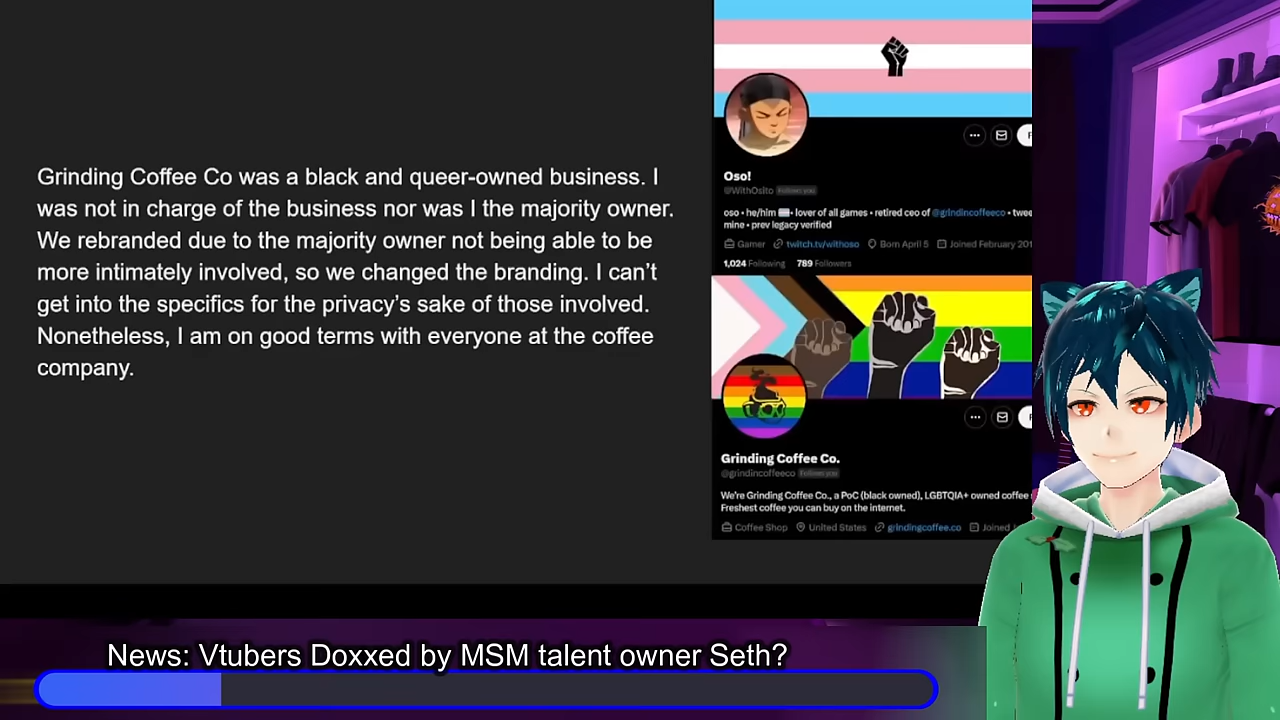 Grinding Coffee Co was a black and queer-owned business. I
was not in charge of the business nor was I the majority owner.
We rebranded due to the majority owner not being able to be
more intimately involved, so we changed the branding. I can't
get into the specifics for the privacy's sake of those involved.
Nonetheless, I am on good terms with everyone at the coffee
company.
Oso!
@WithOsito Follows you
oso • he/him • lover of all games • retired ceo of @grindincoffeeco •
mine • prev legacy verified
Gamer twitch.tv/withoso Born April 5 Joined February
1,024 Following 789 Followers
Grinding Coffee Co.
@grindincoffeeco Follows you
We're Grinding Coffee Co., a PoC (black owned), LGBTQIA+ owned coffee
Freshest coffee you can buy on the internet.
Coffee Shop United States grindingcoffee.co Joined
News: Vtubers Doxxed by MSM talent owner Seth?